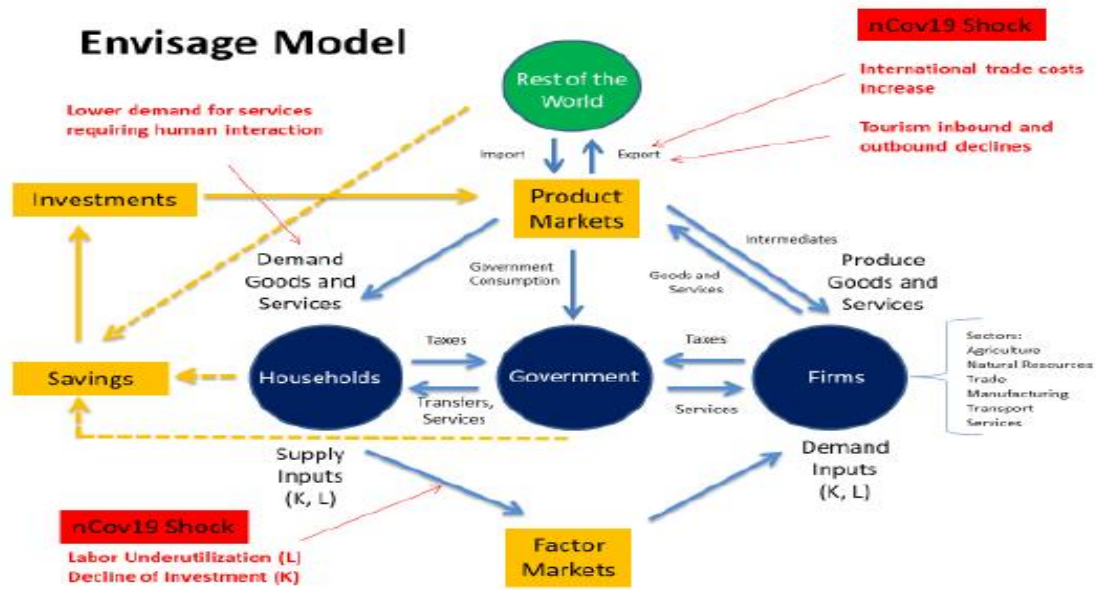 Envisage Model
nCov19 Shock
International trade costs
increase
Tourism inbound and
outbound declines
Rest of the
World
Lower demand for services
requiring human interaction
Import
Export
Investments
Product
Markets
Intermediates
Demand
Goods and
Services
Government
Consumption
Goods and
Services
Produce
Goods and
Services
Taxes
Taxes
Savings
Households
Government
Firms
Transfers,
Services
Services
Sectors:
Agriculture
Natural Resources
Trade
Manufacturing
Transport
Services
Supply
Inputs
(K, L)
Demand
Inputs
(K, L)
nCov19 Shock
Labor Underutilization (L)
Decline of Investment (K)
Factor
Markets